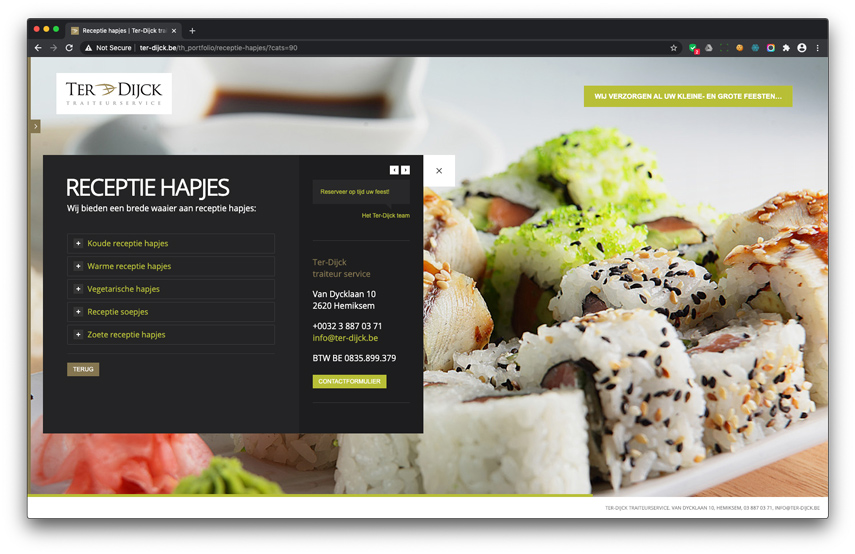 Receptie hapjes | Ter-Dijck trai
Not Secure | ter-dijck.be/th_portfolio/receptie-hapjes/?cats=90
TER DIJCK
TRAITEURSERVICE
WIJ VERZORGEN AL UW KLEINE- EN GROTE FEESTEN...
RECEPTIE HAPJES
Wij bieden een brede waaier aan receptie hapjes:
Koude receptie hapjes
Warme receptie hapjes
Vegetarische hapjes
Receptie soepjes
Zoete receptie hapjes
TERUG
Reserveer op tijd uw feest!
Het Ter-Dijck team
Ter-Dijck
traiteur service
Van Dycklaan 10
2620 Hemiksem
+0032 3 887 03 71
info@ter-dijck.be
BTW BE 0835.899.379
CONTACTFORMULIER
TER-DIJCK TRAITEURSERVICE, VAN DYCKLAAN 10, HEMIKSEM, 03 887 03 71, INFO@TER-DIJCK.BE